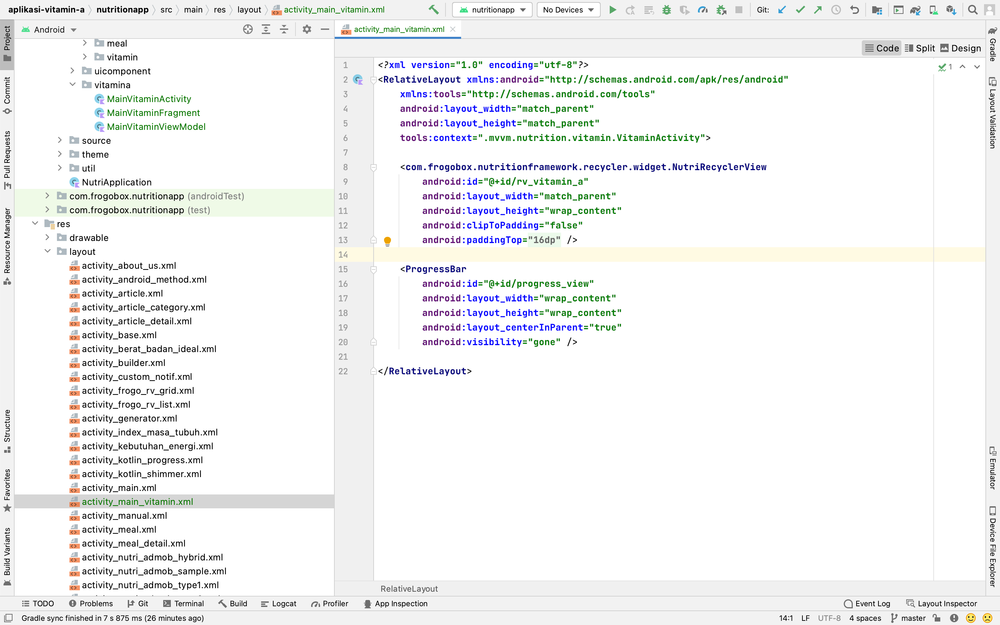 aplikasi-vitamin-a nutritionapp src main res layout activity_main_vitamin.xml nutritionapp No Devices Git:
Android
activity_main_vitamin.xml
Code Split Design
Project
Commit
Pull Requests
Resource Manager
Structure
Favorites
Build Variants
meal
vitamin
uicomponent
vitamina
MainVitaminActivity
MainVitaminFragment
MainVitaminViewModel
source
theme
util
NutriApplication
com.frogobox.nutritionapp (androidTest)
com.frogobox.nutritionapp (test)
res
drawable
layout
activity_about_us.xml
activity_android_method.xml
activity_article.xml
activity_article_category.xml
activity_article_detail.xml
activity_base.xml
activity_berat_badan_ideal.xml
activity_builder.xml
activity_custom_notif.xml
activity_frogo_rv_grid.xml
activity_frogo_rv_list.xml
activity_generator.xml
activity_index_masa_tubuh.xml
activity_kebutuhan_energi.xml
activity_kotlin_progress.xml
activity_kotlin_shimmer.xml
activity_main.xml
activity_main_vitamin.xml
activity_manual.xml
activity_meal.xml
activity_meal_detail.xml
activity_nutri_admob_hybrid.xml
activity_nutri_admob_sample.xml
activity_nutri_admob_type1.xml
1 <?xml version="1.0" encoding="utf-8"?>
2 <RelativeLayout xmlns:android="http://schemas.android.com/apk/res/android"
3 xmlns:tools="http://schemas.android.com/tools"
4 android:layout_width="match_parent"
5 android:layout_height="match_parent"
6 tools:context=".mvvm.nutrition.vitamin.VitaminActivity">
7
8 <com.frogobox.nutritionframework.recycler.widget.NutriRecyclerView
9 android:id="@+id/rv_vitamin_a"
10 android:layout_width="match_parent"
11 android:layout_height="wrap_content"
12 android:clipToPadding="false"
13 android:paddingTop="16dp" />
14
15 <ProgressBar
16 android:id="@+id/progress_view"
17 android:layout_width="wrap_content"
18 android:layout_height="wrap_content"
19 android:layout_centerInParent="true"
20 android:visibility="gone" />
21
22 </RelativeLayout>
1
RelativeLayout
Gradle
Layout Validation
Emulator
Device File Explorer
TODO Problems Git Terminal Build Logcat Profiler App Inspection Event Log Layout Inspector
Gradle sync finished in 7 s 875 ms (26 minutes ago) 14:1 LF UTF-8 4 spaces master